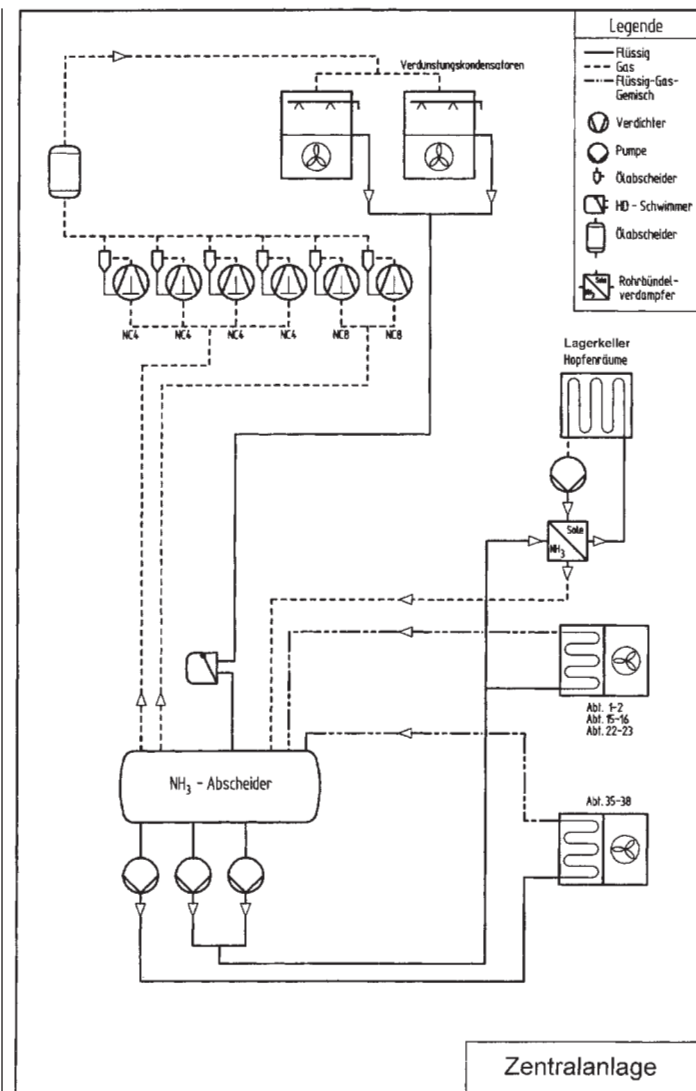 Legende
Flüssig
Gas
Flüssig-Gas-
Gemisch
Verdichter
Pumpe
Ölabscheider
HD - Schwimmer
Ölabscheider
Sole
NH3
Rohrbündel-
verdampfer
Verdunstungskondensatoren
NC4
NC4
NC4
NC4
NC8
NC8
Lagerkeller
Hopfenräume
Sole
NH3
Abt. 1-2
Abt. 15-16
Abt. 22-23
NH3 - Abscheider
Abt. 35-38
Zentralanlage